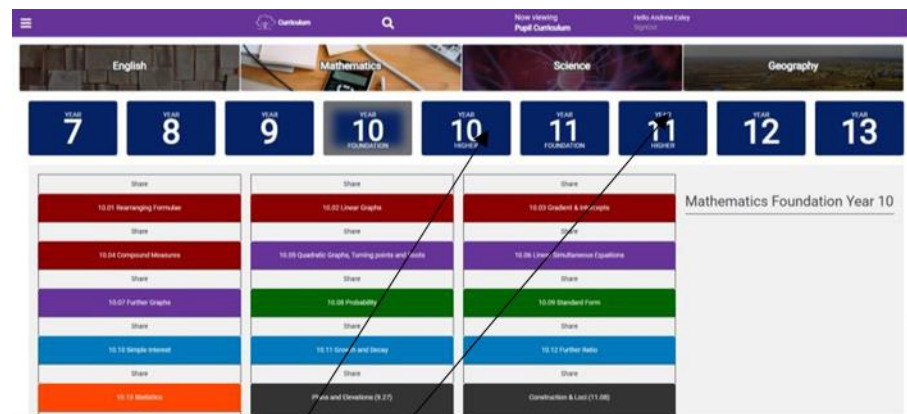 Curriculum
Now viewing
Pupil Curriculum
Hello Andrew Exley
SignOut
English
Mathematics
Science
Geography
YEAR
7
YEAR
8
YEAR
9
YEAR
10
FOUNDATION
YEAR
10
HIGHER
YEAR
11
FOUNDATION
YEAR
11
HIGHER
YEAR
12
YEAR
13
Share
Share
Share
10.01 Rearranging Formulae
10.02 Linear Graphs
10.03 Gradient & Intercepts
Mathematics Foundation Year 10
Share
Share
Share
10.04 Compound Measures
10.05 Quadratic Graphs, Turning points and Roots
10.06 Linear Simultaneous Equations
Share
Share
Share
10.07 Further Graphs
10.08 Probability
10.09 Standard Form
Share
Share
Share
10.10 Simple Interest
10.11 Growth and Decay
10.12 Further Ratio
Share
Share
Share
10.13 Statistics
Plans and Elevations (9.27)
Construction & Loci (11.08)